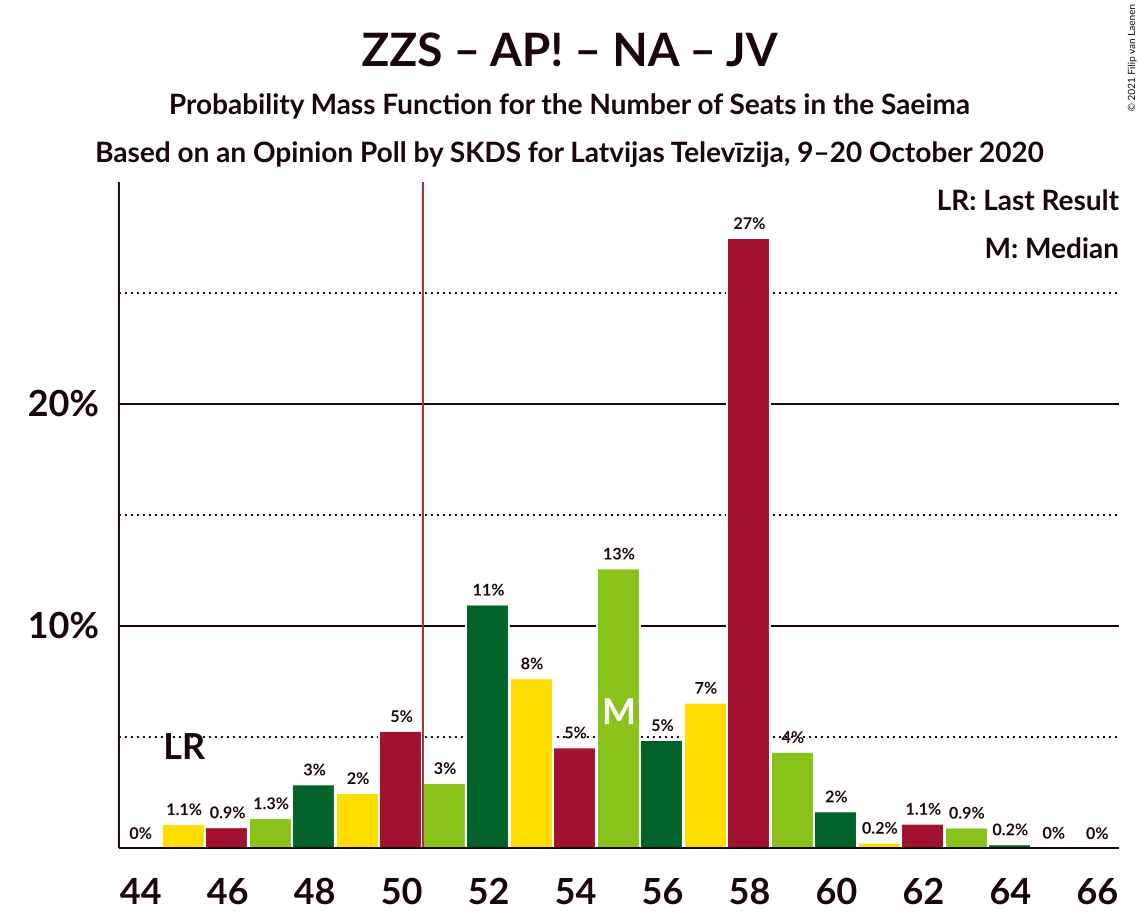 ZZS – AP! – NA – JV
Probability Mass Function for the Number of Seats in the Saeima
Based on an Opinion Poll by SKDS for Latvijas Televīzija, 9–20 October 2020
© 2021 Filip van Laenen
LR: Last Result
M: Median
27%
20%
13%
11%
10%
8%
7%
M
5%
5%
5%
4%
LR
3%
3%
2%
2%
1.1%
0.9%
1.3%
0.2%
1.1%
0.9%
0.2%
0%
0%
0%
44 46 48 50 52 54 56 58 60 62 64 66